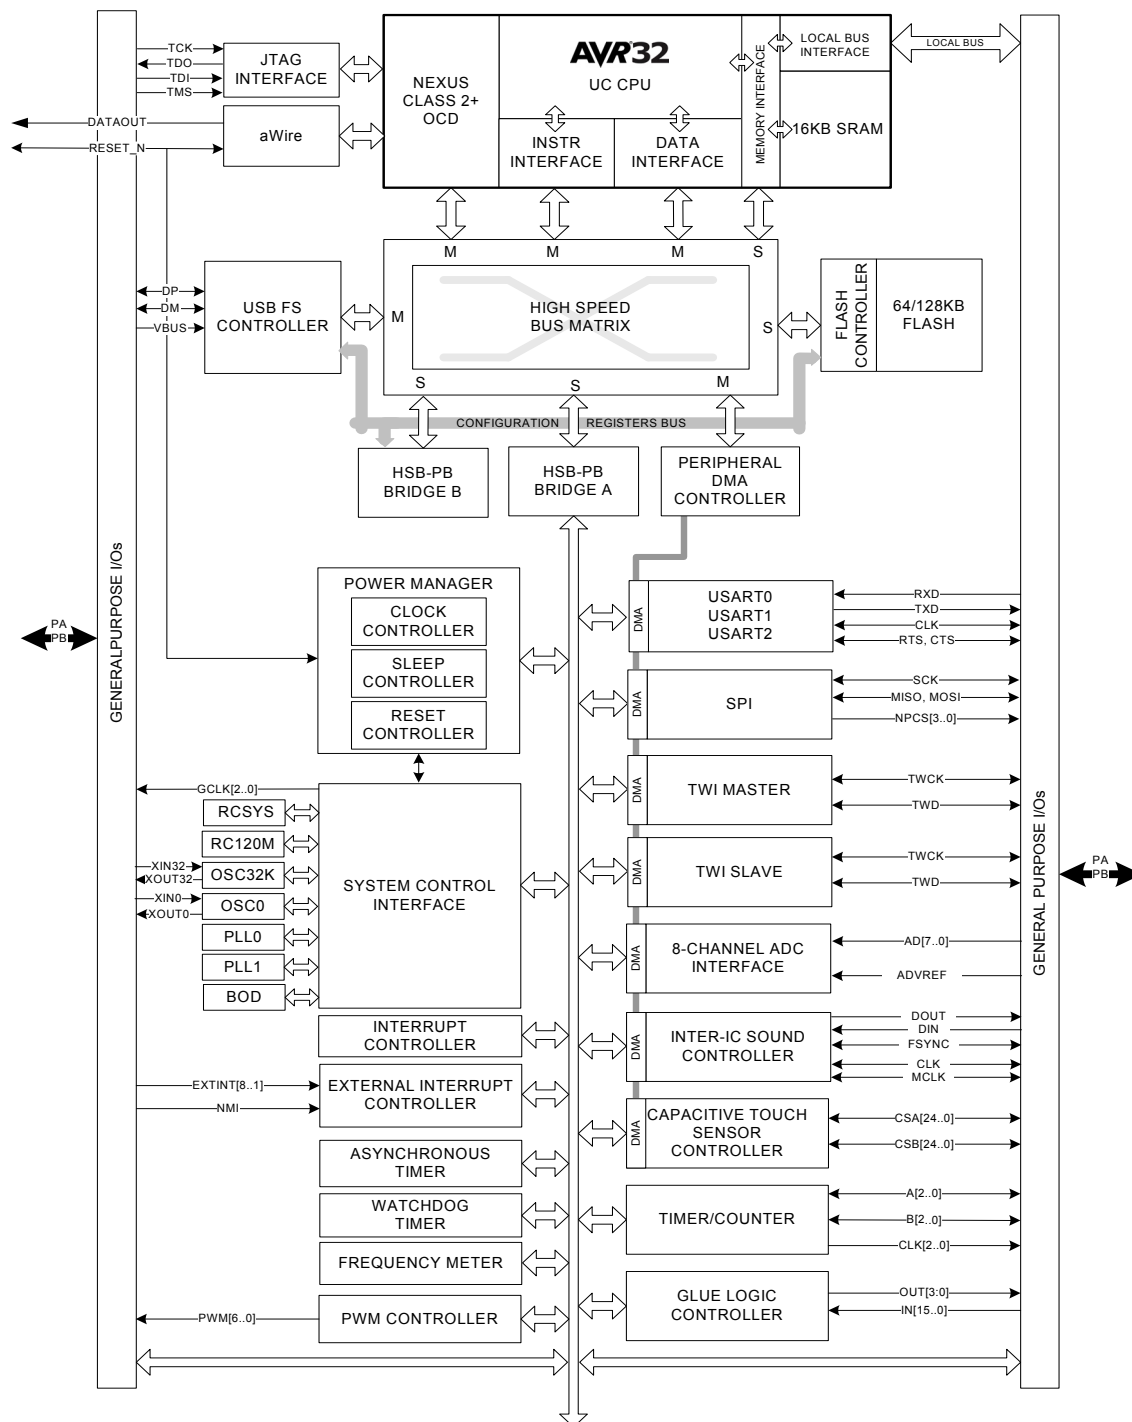 TCK
TDO
TDI
TMS
JTAG
INTERFACE
DATAOUT
RESET_N
aWire
NEXUS
CLASS 2+
OCD
AVR32
UC CPU
INSTR
INTERFACE
DATA
INTERFACE
MEMORY INTERFACE
LOCAL BUS
INTERFACE
16KB SRAM
LOCAL BUS
M
M
M
S
DP
DM
VBUS
USB FS
CONTROLLER
M
HIGH SPEED
BUS MATRIX
S
FLASH
CONTROLLER
64/128KB
FLASH
S
S
M
CONFIGURATION
REGISTERS BUS
HSB-PB
BRIDGE B
HSB-PB
BRIDGE A
PERIPHERAL
DMA
CONTROLLER
GENERALPURPOSE I/Os
PA
PB
POWER MANAGER
CLOCK
CONTROLLER
SLEEP
CONTROLLER
RESET
CONTROLLER
GCLK[2..0]
RCSYS
RC120M
XIN32
XOUT32
OSC32K
XIN0
XOUT0
OSC0
PLL0
PLL1
BOD
SYSTEM CONTROL
INTERFACE
INTERRUPT
CONTROLLER
EXTINT[8..1]
NMI
EXTERNAL INTERRUPT
CONTROLLER
ASYNCHRONOUS
TIMER
WATCHDOG
TIMER
FREQUENCY METER
PWM[6..0]
PWM CONTROLLER
DMA
USART0
USART1
USART2
RXD
TXD
CLK
RTS, CTS
DMA
SPI
SCK
MISO, MOSI
NPCS[3..0]
DMA
TWI MASTER
TWCK
TWD
DMA
TWI SLAVE
TWCK
TWD
DMA
8-CHANNEL ADC
INTERFACE
AD[7..0]
ADVREF
DMA
INTER-IC SOUND
CONTROLLER
DOUT
DIN
FSYNC
CLK
MCLK
DMA
CAPACITIVE TOUCH
SENSOR
CONTROLLER
CSA[24..0]
CSB[24..0]
TIMER/COUNTER
A[2..0]
B[2..0]
CLK[2..0]
GLUE LOGIC
CONTROLLER
OUT[3:0]
IN[15..0]
GENERAL PURPOSE I/Os
PA
PB